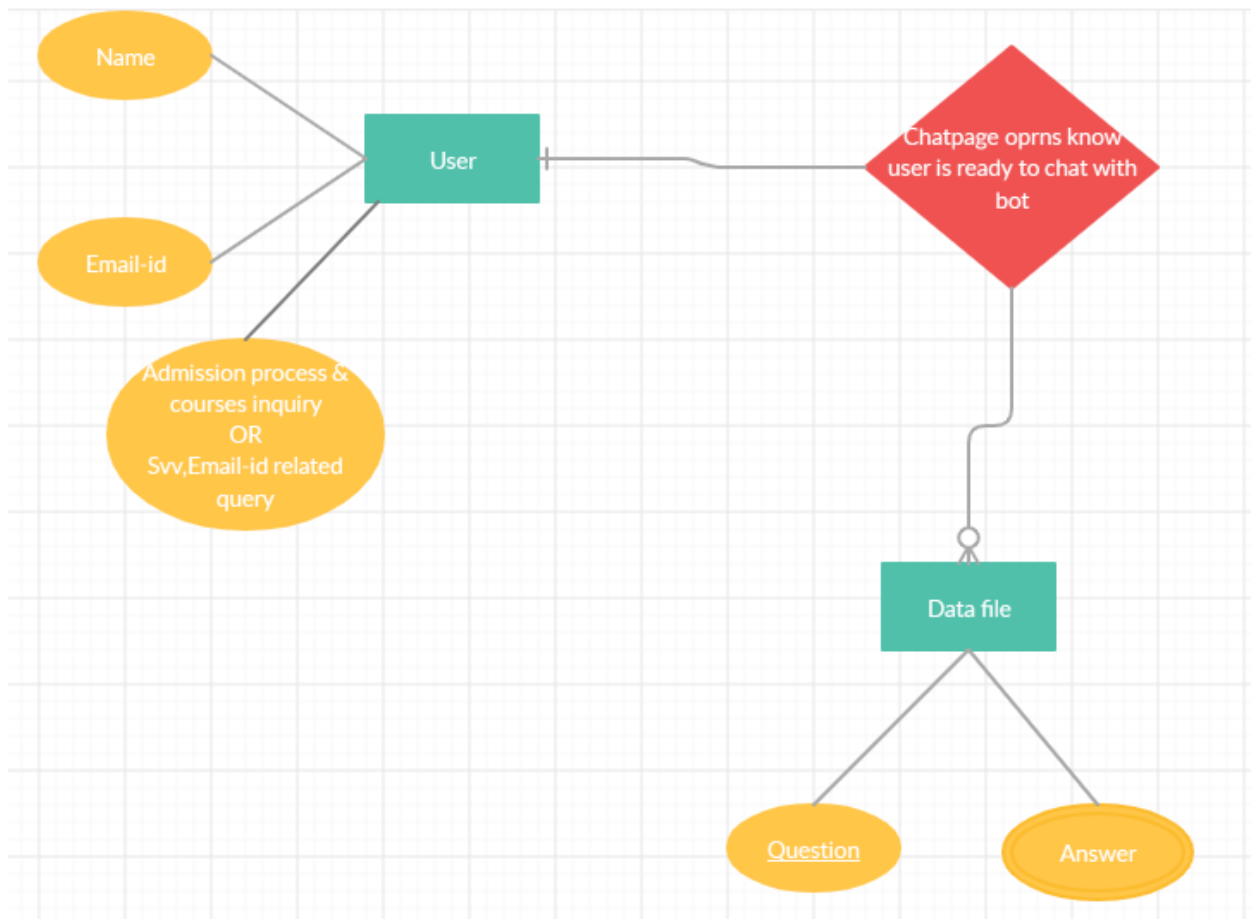 Name
User
Chatpage oprns know
user is ready to chat with
bot
Email-id
Admission process &
courses inquiry
OR
Svv,Email-id related
query
Data file
Question
Answer